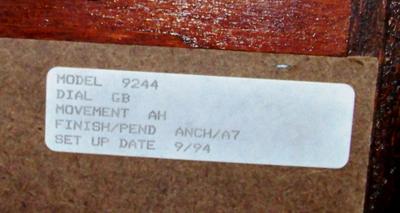 MODEL 9244
DIAL GB
MOVEMENT AH
FINISH/PEND ANCH/A7
SET UP DATE 9/94